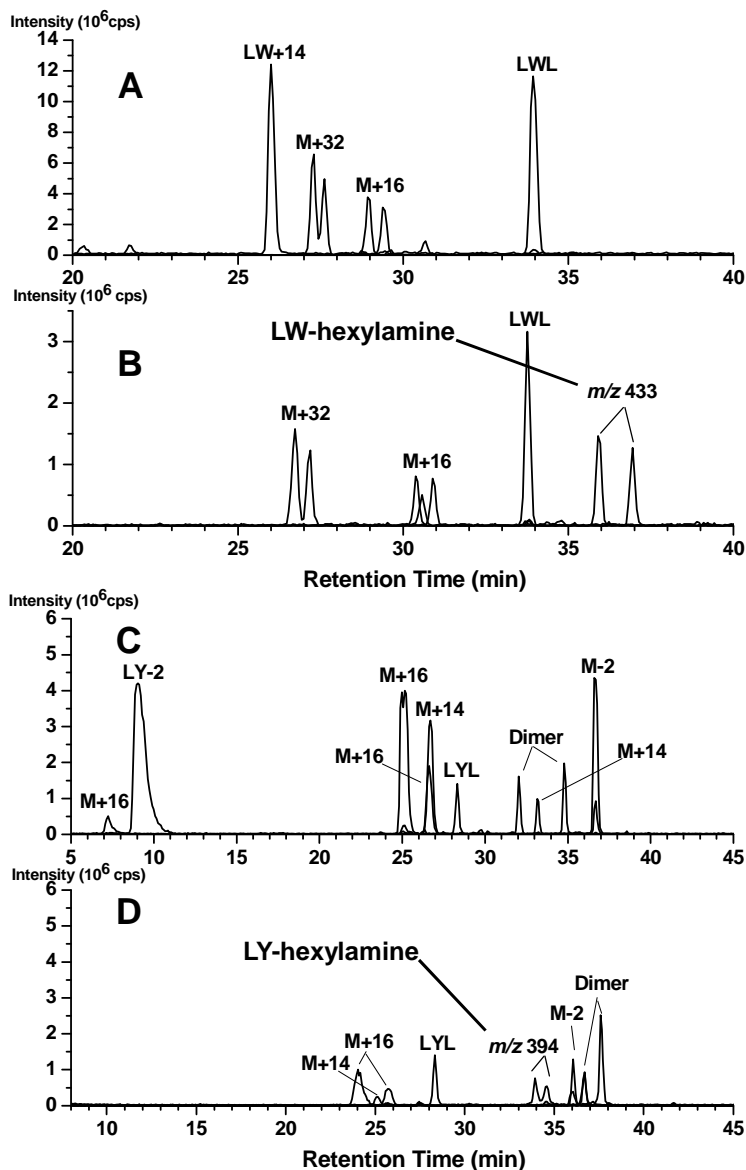 Intensity (10⁶cps)
A
LW+14
LWL
M+32
M+16
14
12
10
8
6
4
2
0
20 25 30 35 40
Intensity (10⁶ cps)
B
LW-hexylamine
LWL
m/z 433
M+32
M+16
3
2
1
0
20 25 30 35 40
Retention Time (min)
Intensity (10⁶cps)
C
LY-2
M+16
M-2
M+14
Dimer
M+16
LYL
M+14
M+16
6
5
4
3
2
1
0
5 10 15 20 25 30 35 40 45
Intensity (10⁶ cps)
D
LY-hexylamine
Dimer
M-2
M+16
LYL
m/z 394
M+14
6
5
4
3
2
1
0
10 15 20 25 30 35 40 45
Retention Time (min)